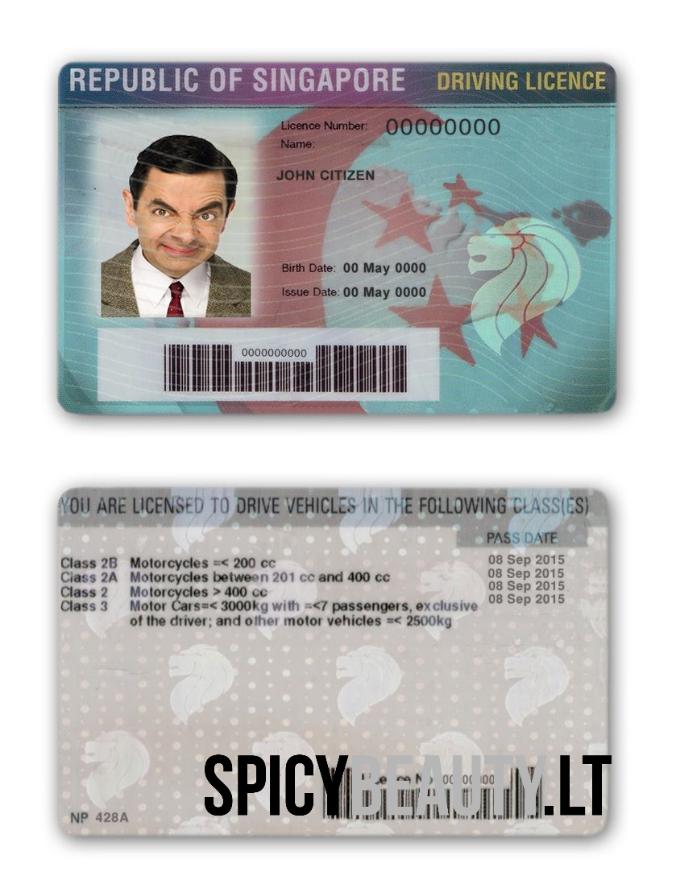 REPUBLIC OF SINGAPORE DRIVING LICENCE
Licence Number: 00000000
Name:
JOHN CITIZEN
Birth Date: 00 May 0000
Issue Date: 00 May 0000
0000000000
YOU ARE LICENSED TO DRIVE VEHICLES IN THE FOLLOWING CLASS(ES)
PASS DATE
Class 2B Motorcycles =< 200 cc 08 Sep 2015
Class 2A Motorcycles between 201 cc and 400 cc 08 Sep 2015
Class 2 Motorcycles > 400 cc 08 Sep 2015
Class 3 Motor Cars=< 3000kg with =<7 passengers, exclusive 08 Sep 2015
of the driver; and other motor vehicles =< 2500kg
SPICYBEAUTY.LT
NP 428A